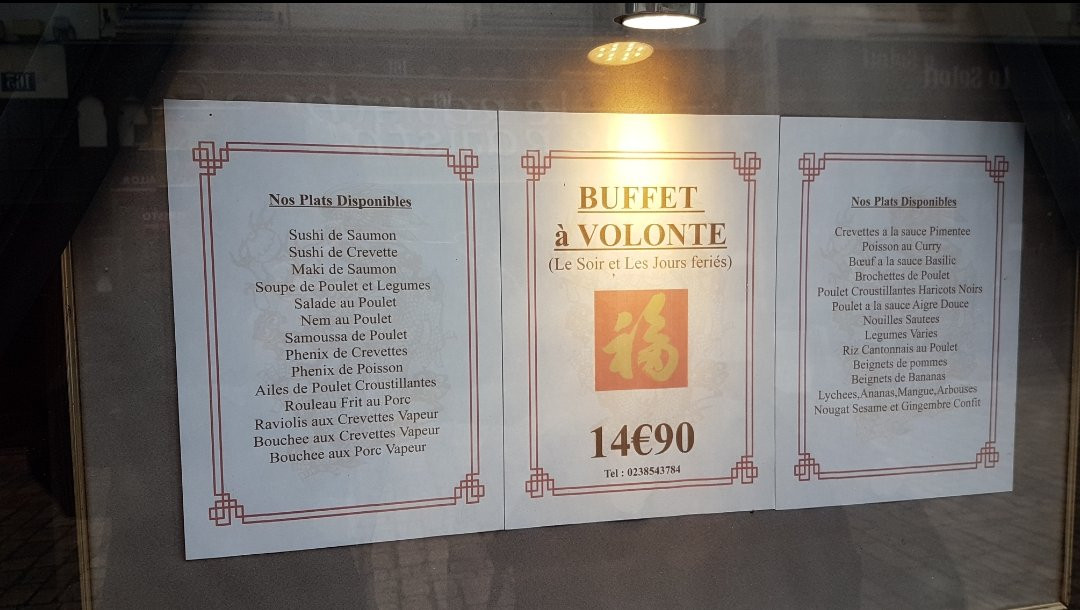 Nos Plats Disponibles
Sushi de Saumon
Sushi de Crevette
Maki de Saumon
Soupe de Poulet et Legumes
Salade au Poulet
Nem au Poulet
Samoussa de Poulet
Phenix de Crevettes
Phenix de Poisson
Ailes de Poulet Croustillantes
Rouleau Frit au Porc
Raviolis aux Crevettes Vapeur
Bouchee aux Crevettes Vapeur
Bouchee aux Porc Vapeur
BUFFET
à VOLONTE
(Le Soir et Les Jours feriés)
福
14€90
Tel : 0238543784
Nos Plats Disponibles
Crevettes a la sauce Pimentee
Poisson au Curry
Bœuf a la sauce Basilic
Brochettes de Poulet
Poulet Croustillantes Haricots Noirs
Poulet a la sauce Aigre Douce
Nouilles Sautees
Legumes Varies
Riz Cantonnais au Poulet
Beignets de pommes
Beignets de Bananas
Lychees,Ananas,Mangue,Arbouses
Nougat Sesame et Gingembre Confit